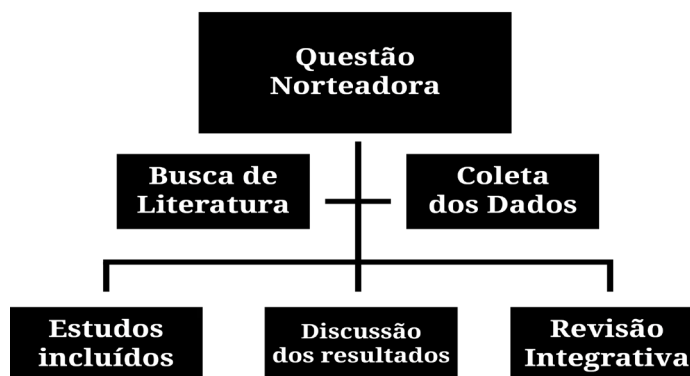 Questão
Norteadora
Busca de
Literatura
Coleta
dos Dados
Estudos
incluídos
Discussão
dos resultados
Revisão
Integrativa